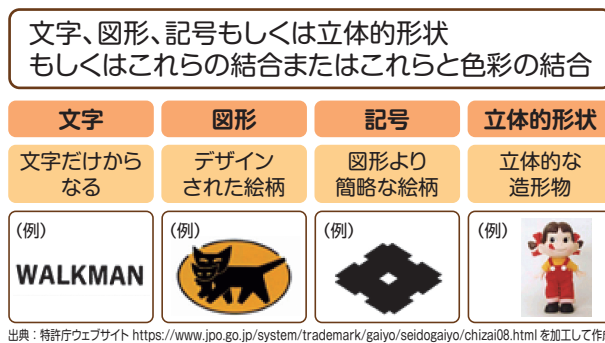 文字、図形、記号もしくは立体的形状
もしくはこれらの結合またはこれらと色彩の結合
文字
図形
記号
立体的形状
文字だけから
なる
デザイン
された絵柄
図形より
簡略な絵柄
立体的な
造形物
(例)
WALKMAN
(例)
(例)
(例)
出典:特許庁ウェブサイト https://www.jpo.go.jp/system/trademark/gaiyo/seidogaiyo/chizai08.html を加工して作成